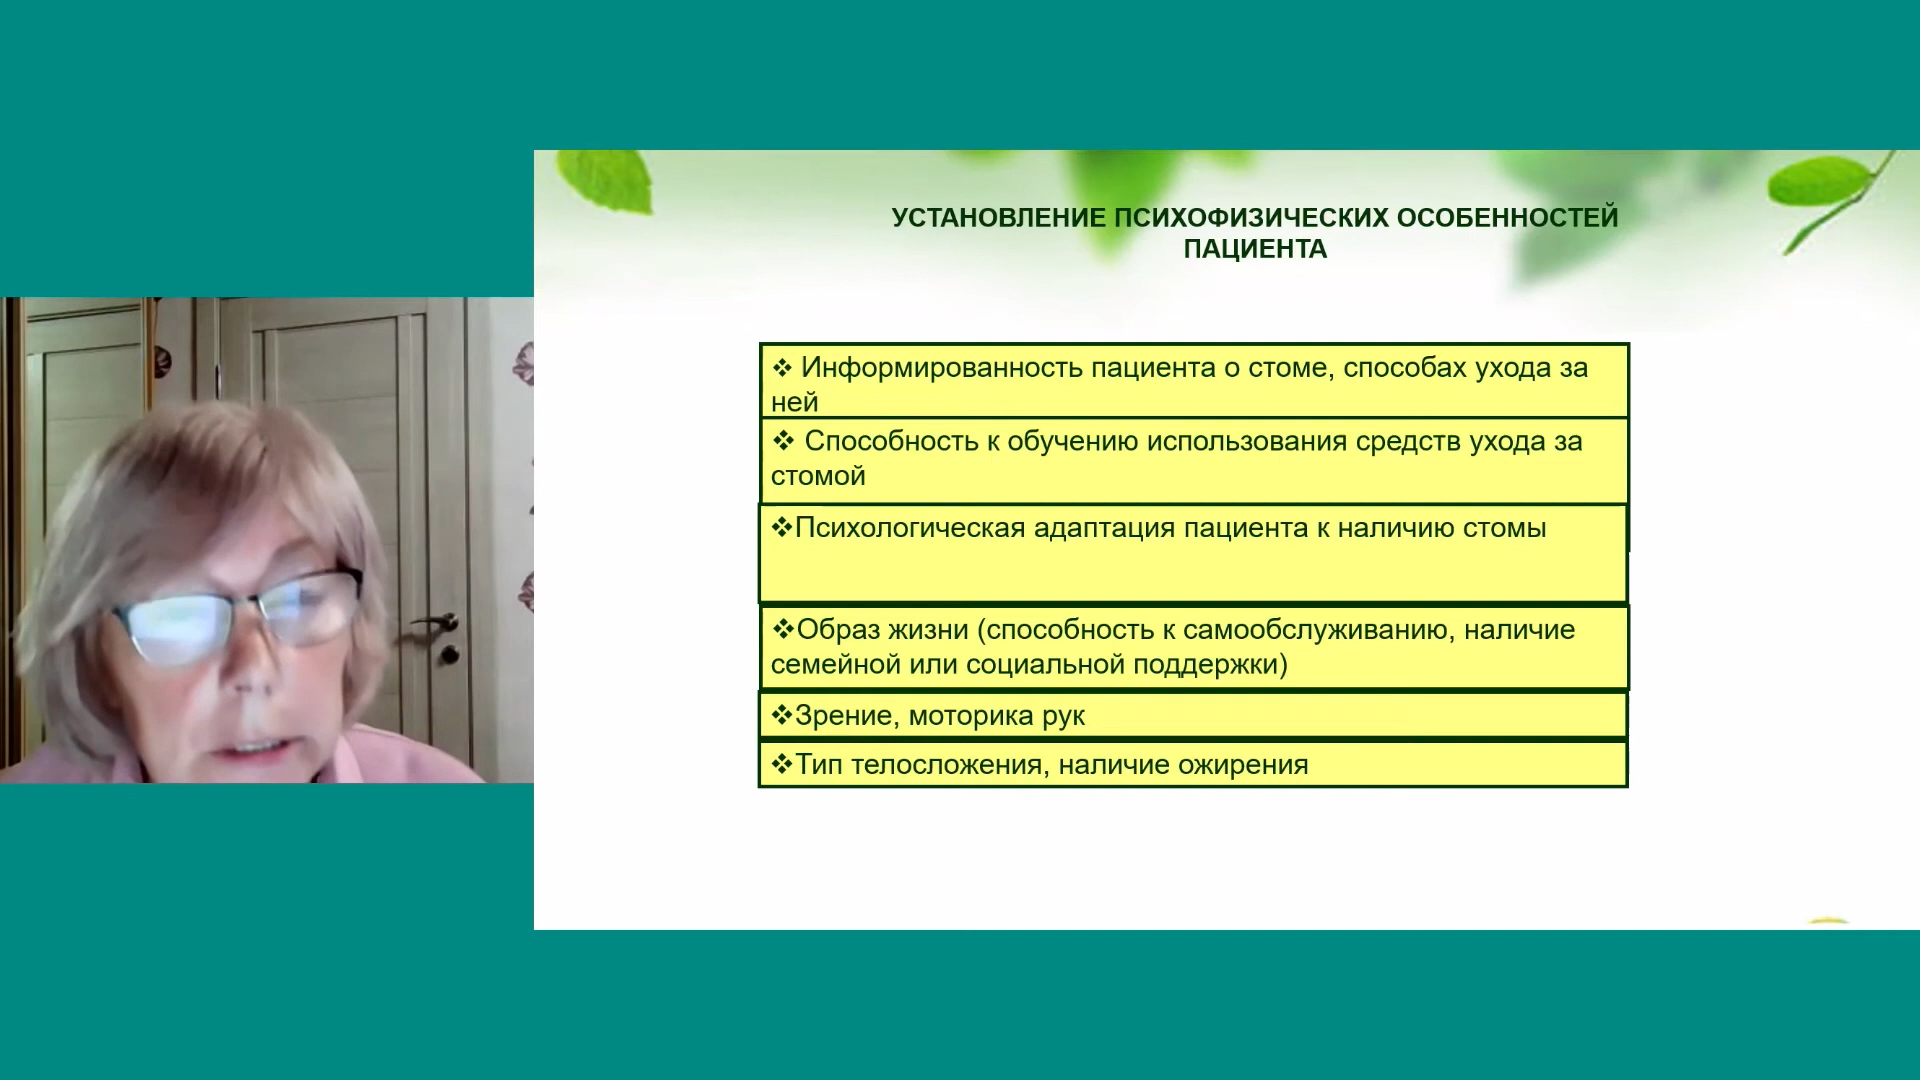 УСТАНОВЛЕНИЕ ПСИХОФИЗИЧЕСКИХ ОСОБЕННОСТЕЙ
ПАЦИЕНТА
❖ Информированность пациента о стоме, способах ухода за
ней
❖ Способность к обучению использования средств ухода за
стомой
❖Психологическая адаптация пациента к наличию стомы
❖Образ жизни (способность к самообслуживанию, наличие
семейной или социальной поддержки)
❖Зрение, моторика рук
❖Тип телосложения, наличие ожирения